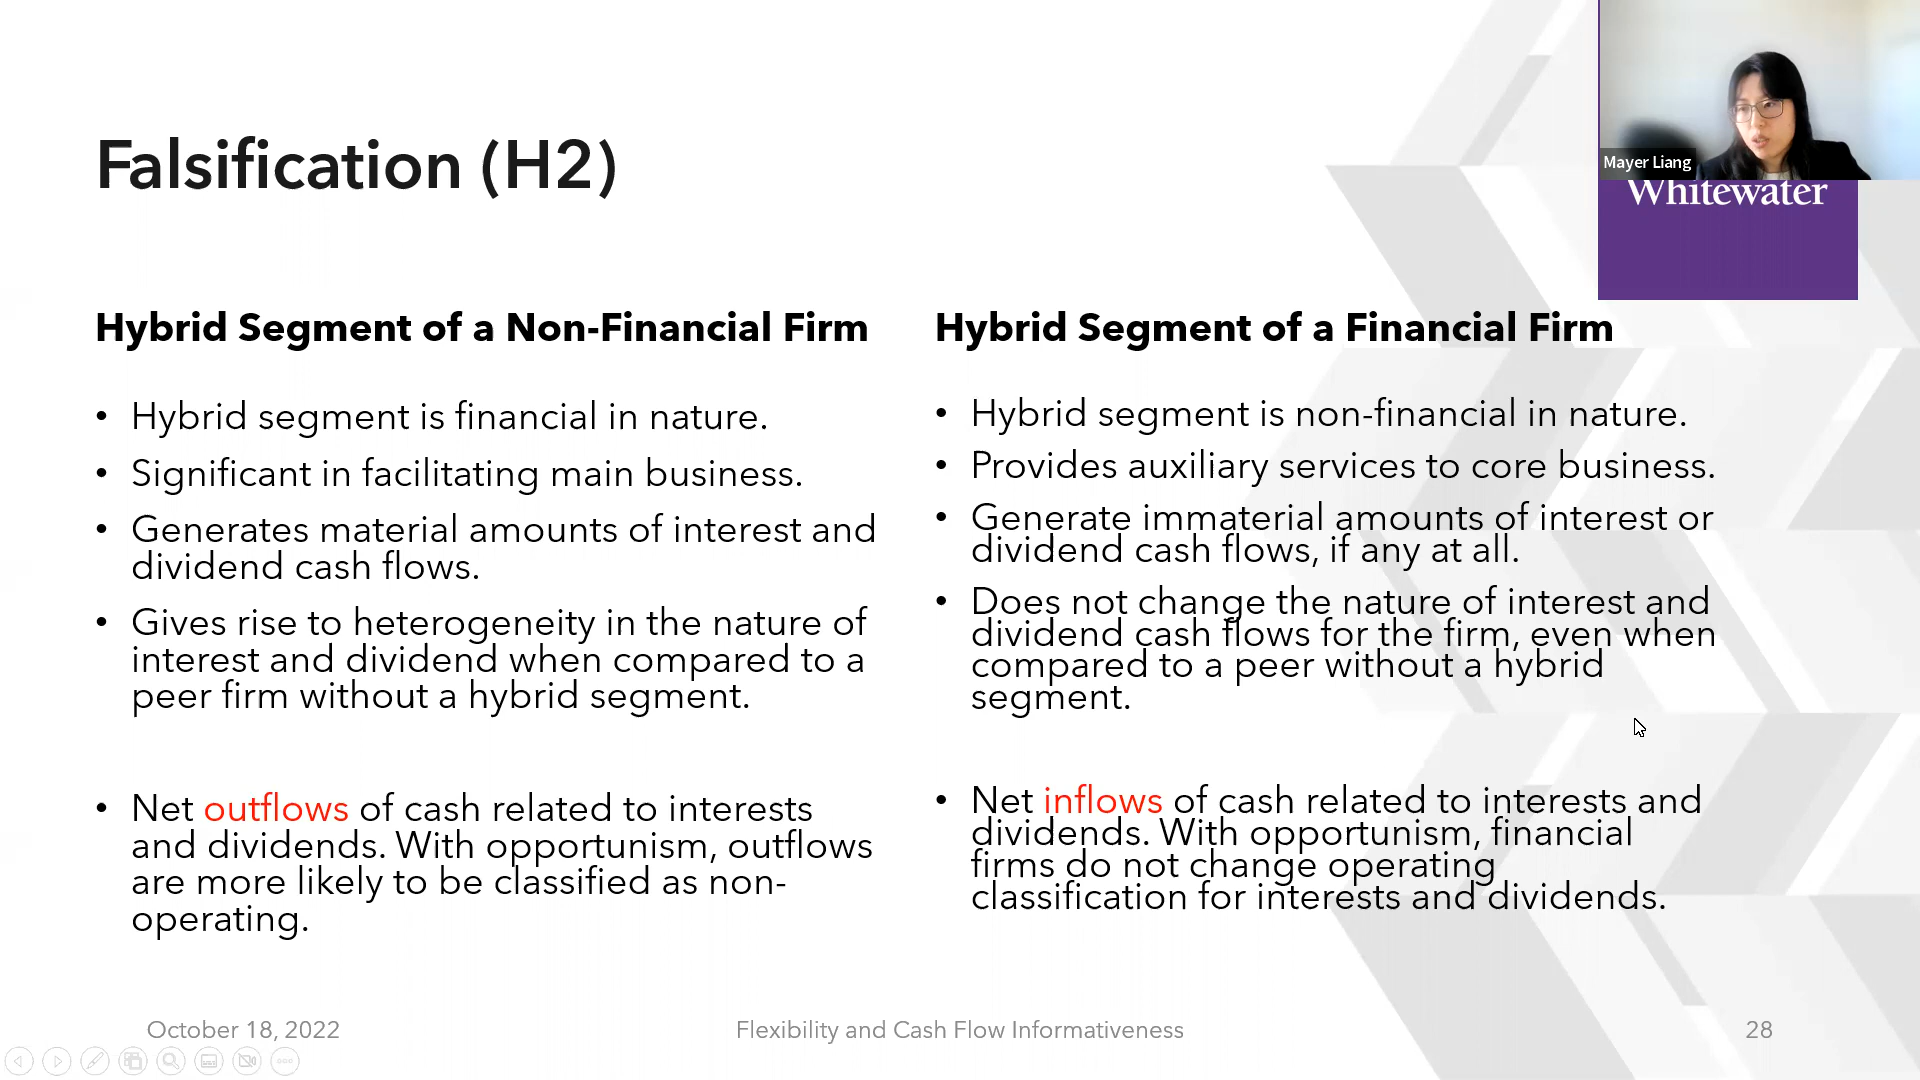 Mayer Liang
Whitewater
Falsification (H2)
Hybrid Segment of a Non-Financial Firm
• Hybrid segment is financial in nature.
• Significant in facilitating main business.
• Generates material amounts of interest and
dividend cash flows.
• Gives rise to heterogeneity in the nature of
interest and dividend when compared to a
peer firm without a hybrid segment.
• Net outflows of cash related to interests
and dividends. With opportunism, outflows
are more likely to be classified as non-
operating.
Hybrid Segment of a Financial Firm
• Hybrid segment is non-financial in nature.
• Provides auxiliary services to core business.
• Generate immaterial amounts of interest or
dividend cash flows, if any at all.
• Does not change the nature of interest and
dividend cash flows for the firm, even when
compared to a peer without a hybrid
segment.
• Net inflows of cash related to interests and
dividends. With opportunism, financial
firms do not change operating
classification for interests and dividends.
October 18, 2022
Flexibility and Cash Flow Informativeness
28